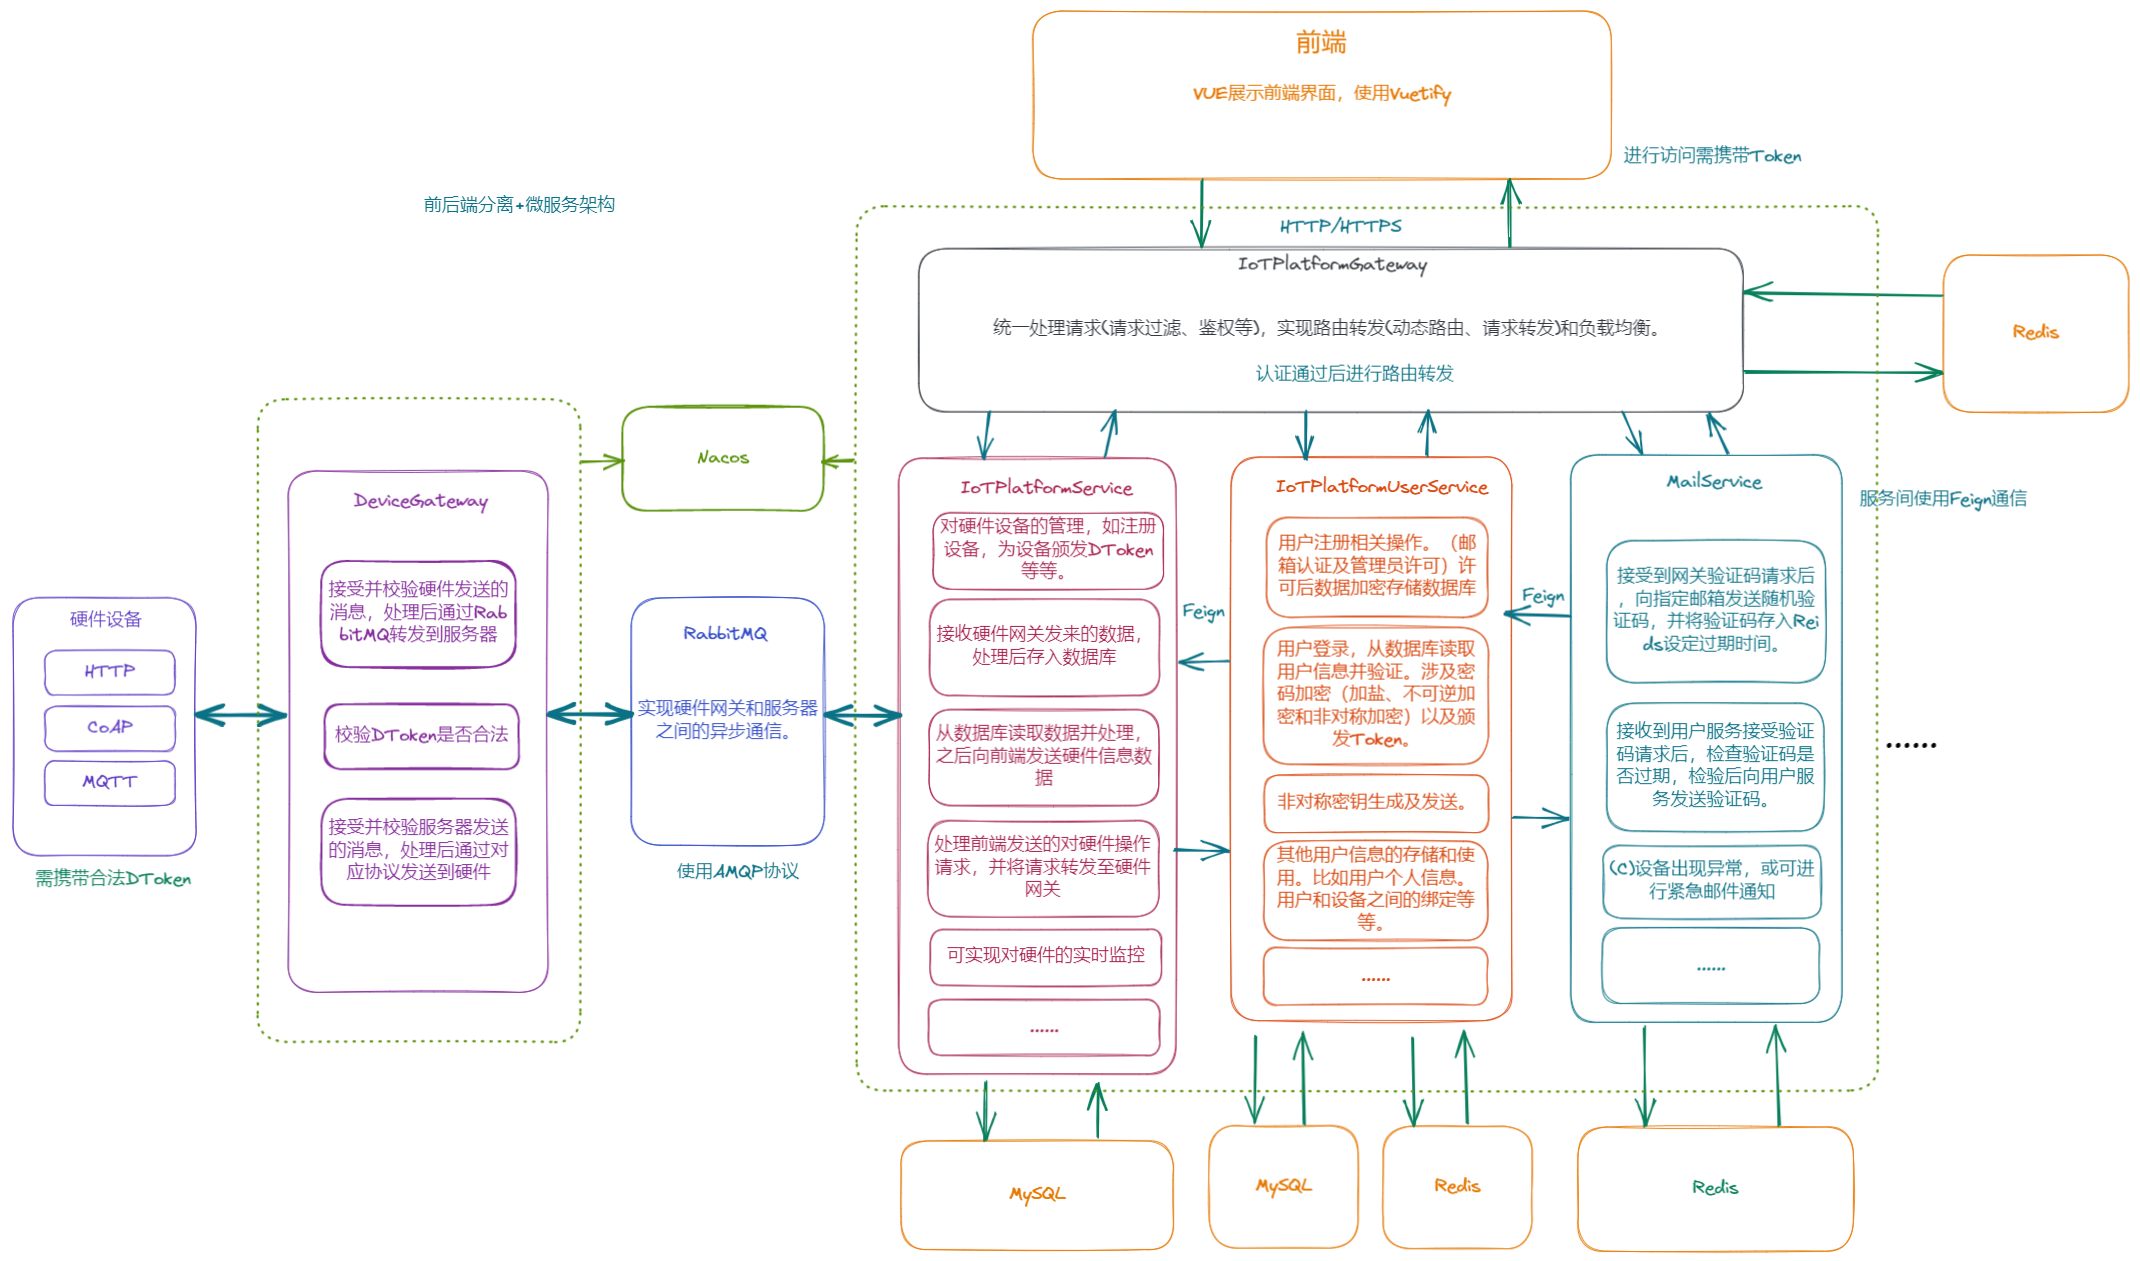 前端
VUE展示前端界面，使用Vuetify
进行访问需携带Token
前后端分离+微服务架构
HTTP/HTTPS
IoTPlatformGateway
统一处理请求(请求过滤、鉴权等)，实现路由转发(动态路由、请求转发)和负载均衡。
认证通过后进行路由转发
Redis
Nacos
DeviceGateway
接受并校验硬件发送的
消息，处理后通过Rab
bitMQ转发到服务器
校验DToken是否合法
接受并校验服务器发送
的消息，处理后通过对
应协议发送到硬件
硬件设备
HTTP
CoAP
MQTT
需携带合法DToken
RabbitMQ
实现硬件网关和服务器
之间的异步通信。
使用AMQP协议
IoTPlatformService
对硬件设备的管理，如注册
设备，为设备颁发DToken
等等。
接收硬件网关发来的数据，
处理后存入数据库
从数据库读取数据并处理，
之后向前端发送硬件信息数
据
处理前端发送的对硬件操作
请求，并将请求转发至硬件
网关
可实现对硬件的实时监控
......
Feign
IoTPlatformUserService
用户注册相关操作。（邮
箱认证及管理员许可）许
可后数据加密存储数据库
用户登录，从数据库读取
用户信息并验证。涉及密
码加密（加盐、不可逆加
密和非对称加密）以及颁
发Token。
非对称密钥生成及发送。
其他用户信息的存储和使
用。比如用户个人信息。
用户和设备之间的绑定等
等。
......
Feign
MailService
接受到网关验证码请求后
，向指定邮箱发送随机验
证码，并将验证码存入Rei
ds设定过期时间。
接收到用户服务接受验证
码请求后，检查验证码是
否过期，检验后向用户服
务发送验证码。
(C)设备出现异常，或可进
行紧急邮件通知
......
服务间使用Feign通信
......
MySQL
MySQL
Redis
Redis